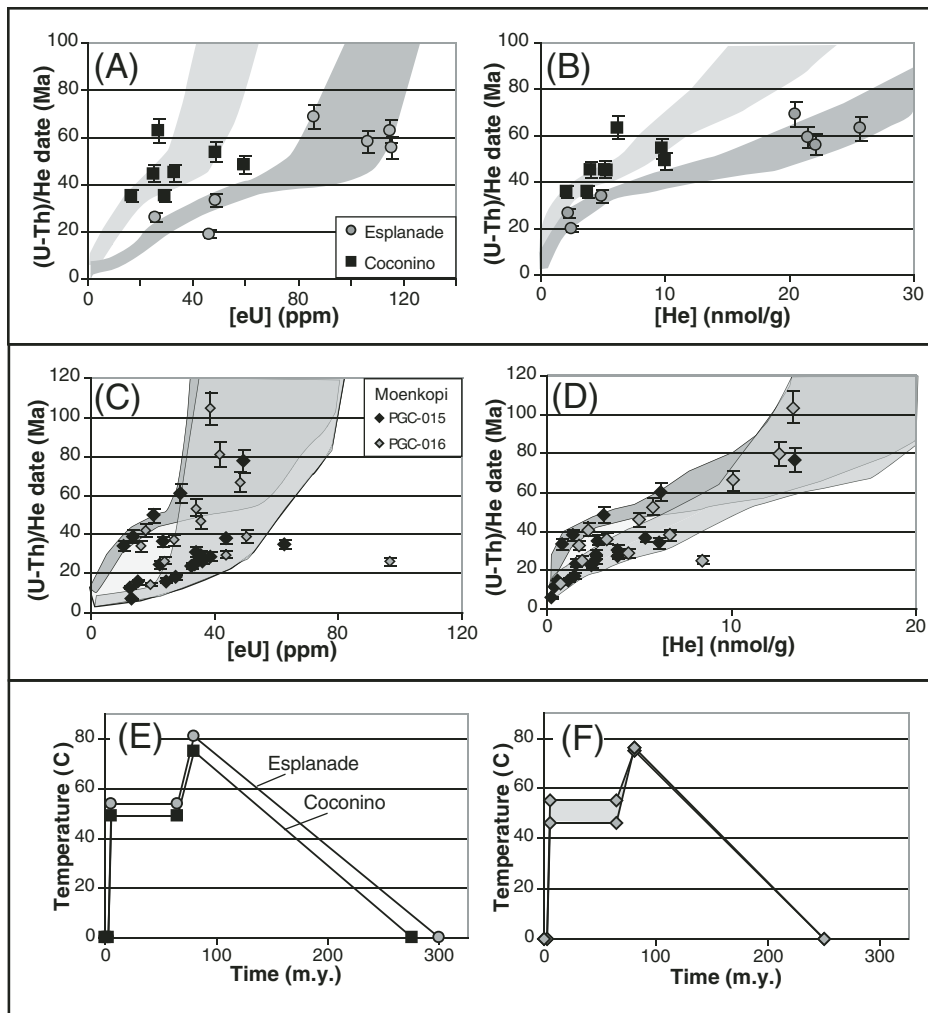 (A)
(U-Th)/He date (Ma)
100
80
60
40
20
0
0 40 80 120
[eU] (ppm)
Esplanade
Coconino
(B)
(U-Th)/He date (Ma)
100
80
60
40
20
0
0 10 20 30
[He] (nmol/g)
(C)
(U-Th)/He date (Ma)
120
100
80
60
40
20
0
0 40 80 120
[eU] (ppm)
Moenkopi
PGC-015
PGC-016
(D)
(U-Th)/He date (Ma)
120
100
80
60
40
20
0
0 10 20
[He] (nmol/g)
(E)
Temperature (C)
80
60
40
20
0
0 100 200 300
Time (m.y.)
Esplanade
Coconino
(F)
Temperature (C)
80
60
40
20
0
0 100 200 300
Time (m.y.)